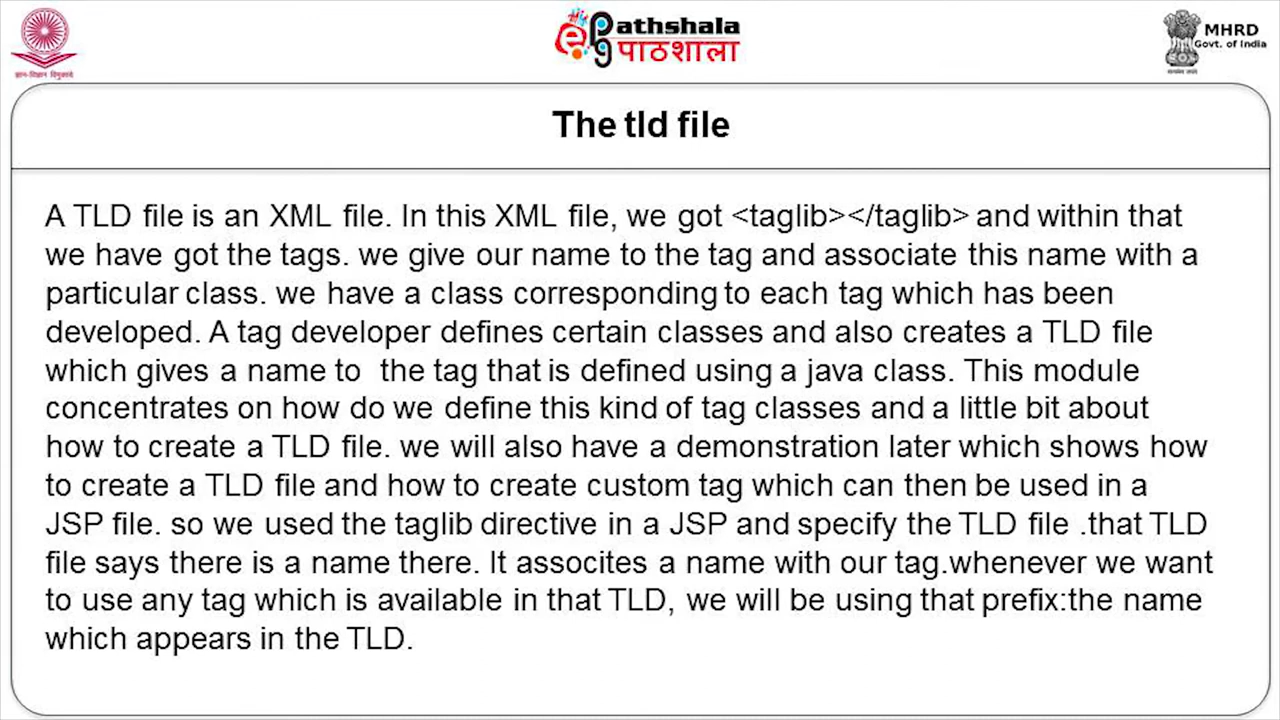 ज्ञान-विज्ञान विमुक्तये
Pathshala
पाठशाला
MHRD
Govt. of India
सत्यमेव जयते
The tld file
A TLD file is an XML file. In this XML file, we got <taglib></taglib> and within that
we have got the tags. we give our name to the tag and associate this name with a
particular class. we have a class corresponding to each tag which has been
developed. A tag developer defines certain classes and also creates a TLD file
which gives a name to  the tag that is defined using a java class. This module
concentrates on how do we define this kind of tag classes and a little bit about
how to create a TLD file. we will also have a demonstration later which shows how
to create a TLD file and how to create custom tag which can then be used in a
JSP file. so we used the taglib directive in a JSP and specify the TLD file .that TLD
file says there is a name there. It assocites a name with our tag.whenever we want
to use any tag which is available in that TLD, we will be using that prefix:the name
which appears in the TLD.